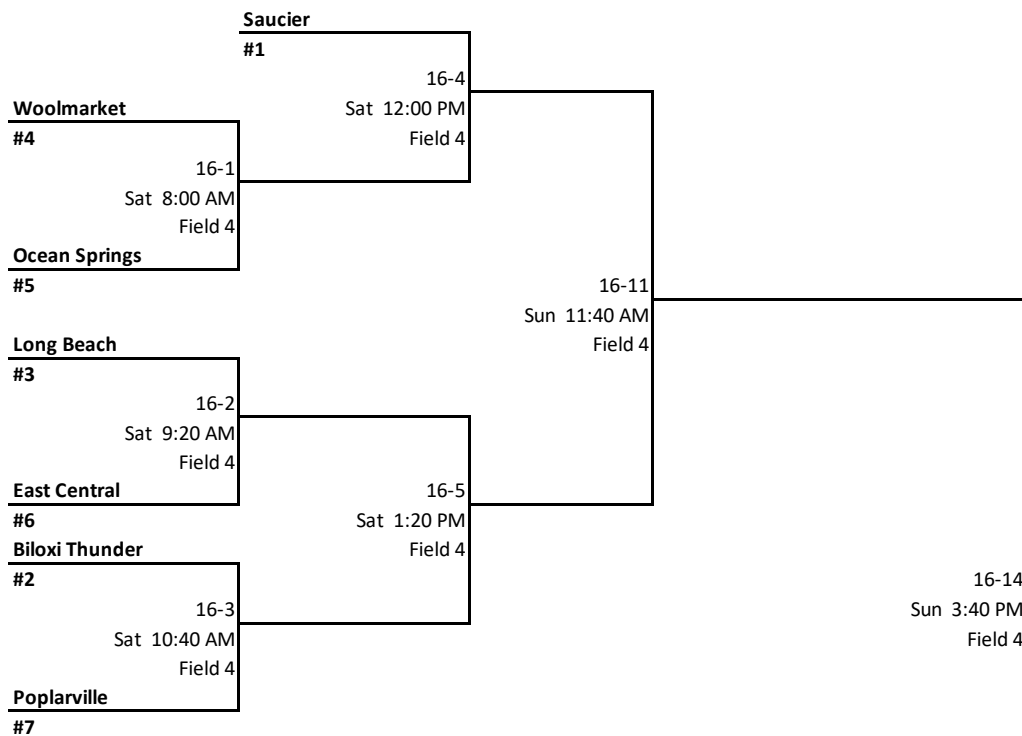 Saucier
#1
16-4
Sat 12:00 PM
Field 4
Woolmarket
#4
16-1
Sat 8:00 AM
Field 4
Ocean Springs
#5
16-11
Sun 11:40 AM
Field 4
Long Beach
#3
16-2
Sat 9:20 AM
Field 4
East Central
#6
16-5
Sat 1:20 PM
Field 4
Biloxi Thunder
#2
16-3
Sat 10:40 AM
Field 4
Poplarville
#7
16-14
Sun 3:40 PM
Field 4